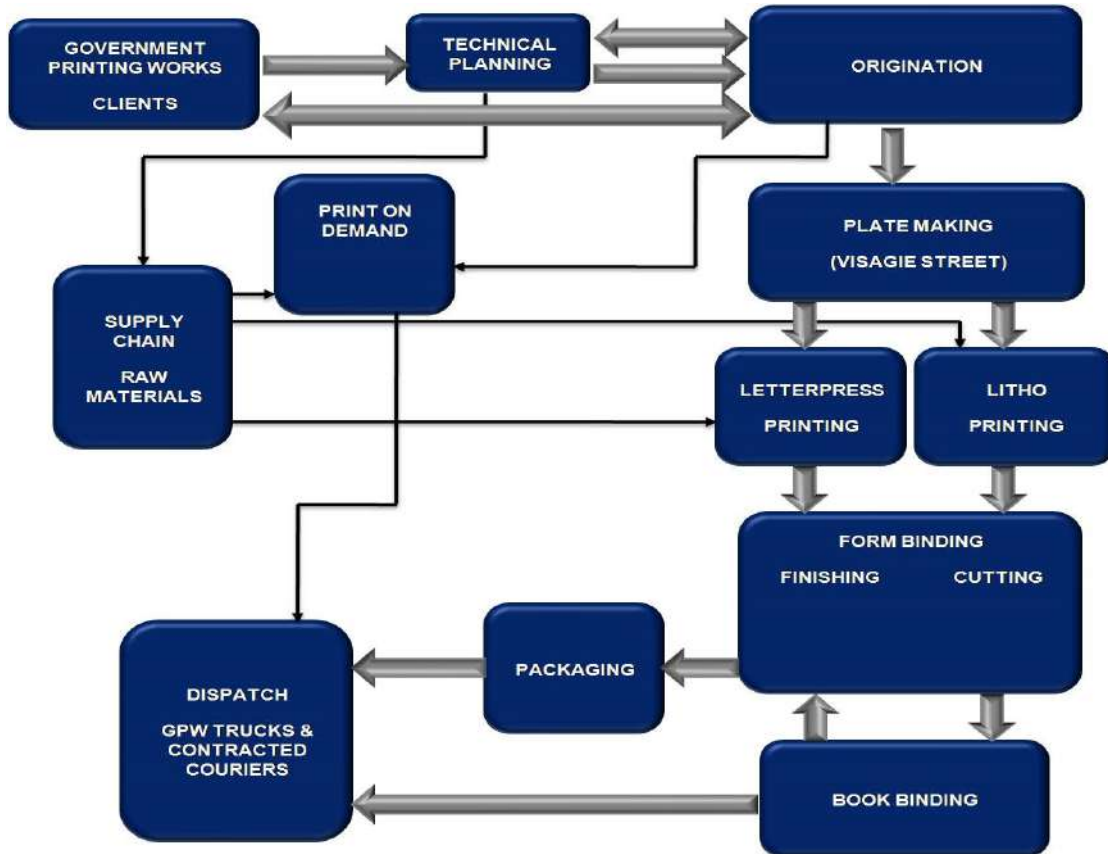 GOVERNMENT
PRINTING WORKS
CLIENTS
TECHNICAL
PLANNING
ORIGINATION
PRINT ON
DEMAND
PLATE MAKING
(VISAGIE STREET)
SUPPLY
CHAIN
RAW
MATERIALS
LETTERPRESS
PRINTING
LITHO
PRINTING
FORM BINDING
FINISHING CUTTING
PACKAGING
DISPATCH
GPW TRUCKS &
CONTRACTED
COURIERS
BOOK BINDING